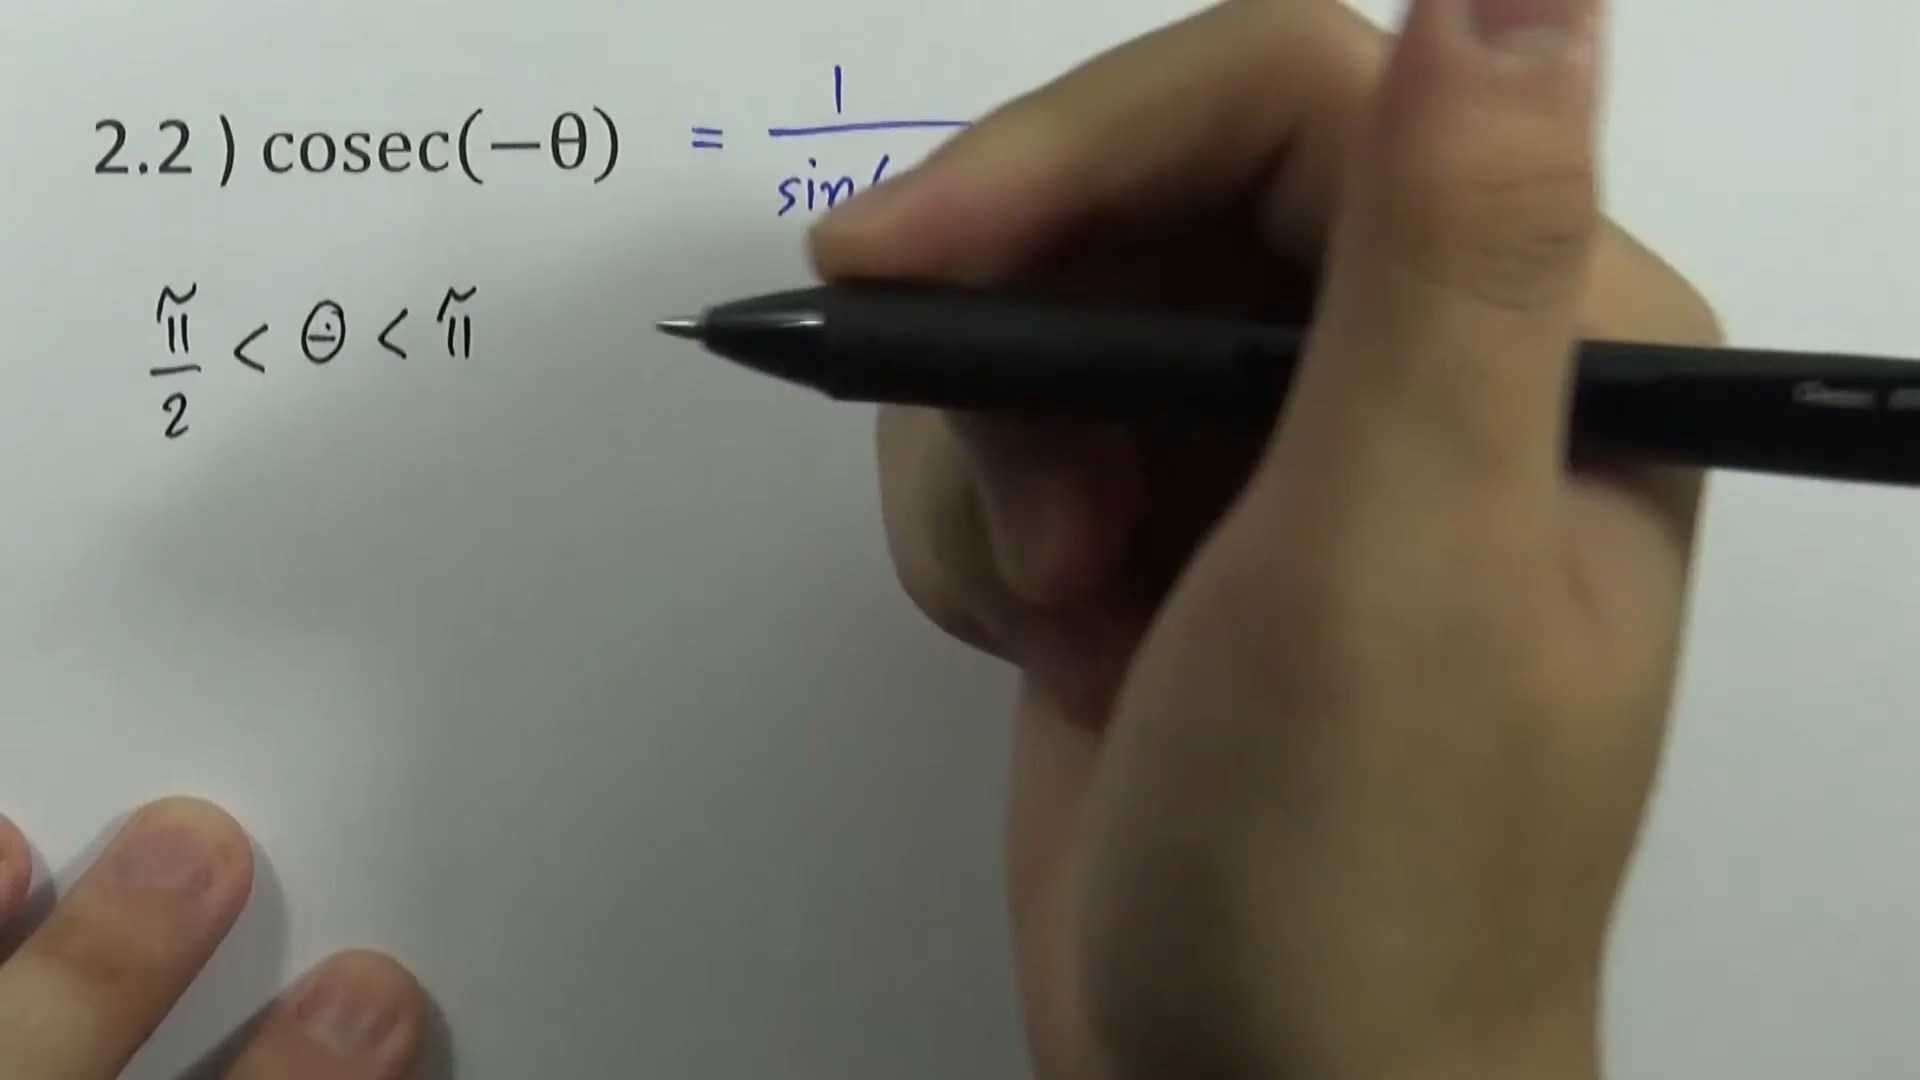 2.2 ) cosec(−θ) = 1 / sin(
π/2 < θ < π